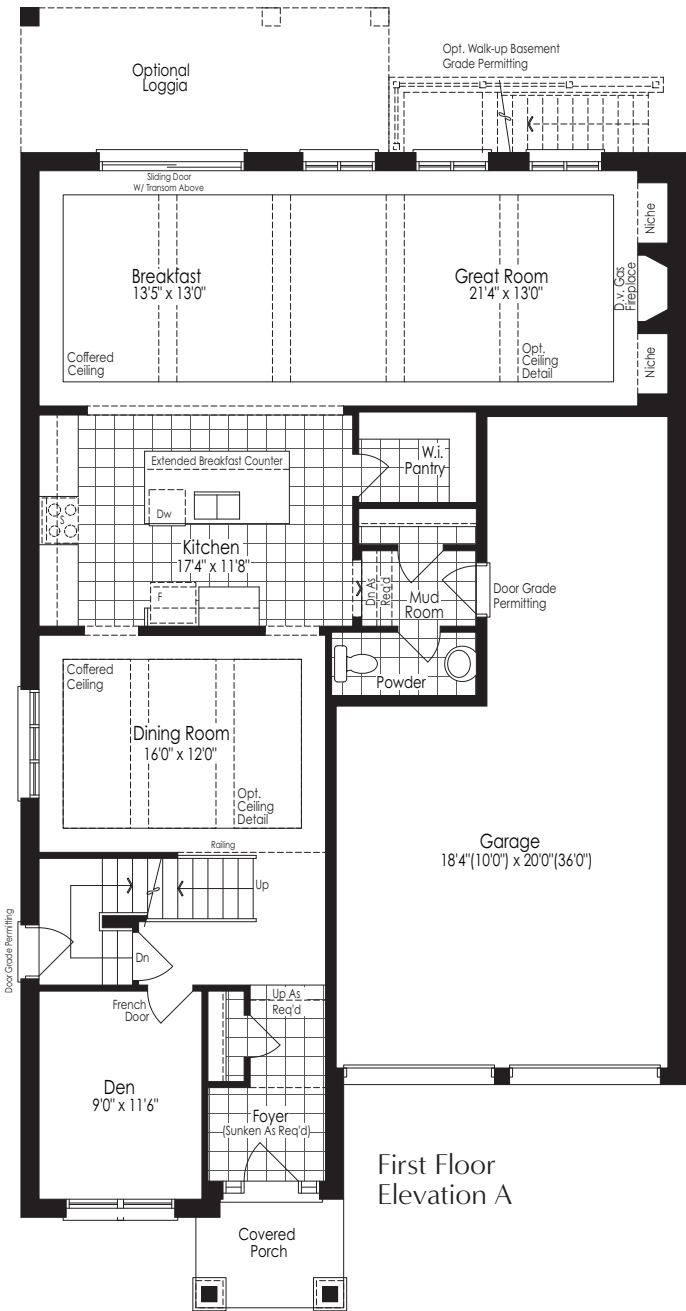 Optional
Loggia
Opt. Walk-up Basement
Grade Permitting
Sliding Door
W/ Transom Above
Breakfast
13'5" x 13'0"
Great Room
21'4" x 13'0"
Niche
D.v. Gas
Fireplace
Niche
Coffered
Ceiling
Opt.
Ceiling
Detail
Extended Breakfast Counter
W.i.
Pantry
Dw
S
Kitchen
17'4" x 11'8"
F
Dn As
Req'd
Mud
Room
Door Grade
Permitting
Powder
Coffered
Ceiling
Dining Room
16'0" x 12'0"
Opt.
Ceiling
Detail
Garage
18'4"(10'0") x 20'0"(36'0")
Railing
Up
Door Grade Permitting
Dn
French
Door
Up As
Req'd
Den
9'0" x 11'6"
Foyer
(Sunken As Req'd)
First Floor
Elevation A
Covered
Porch